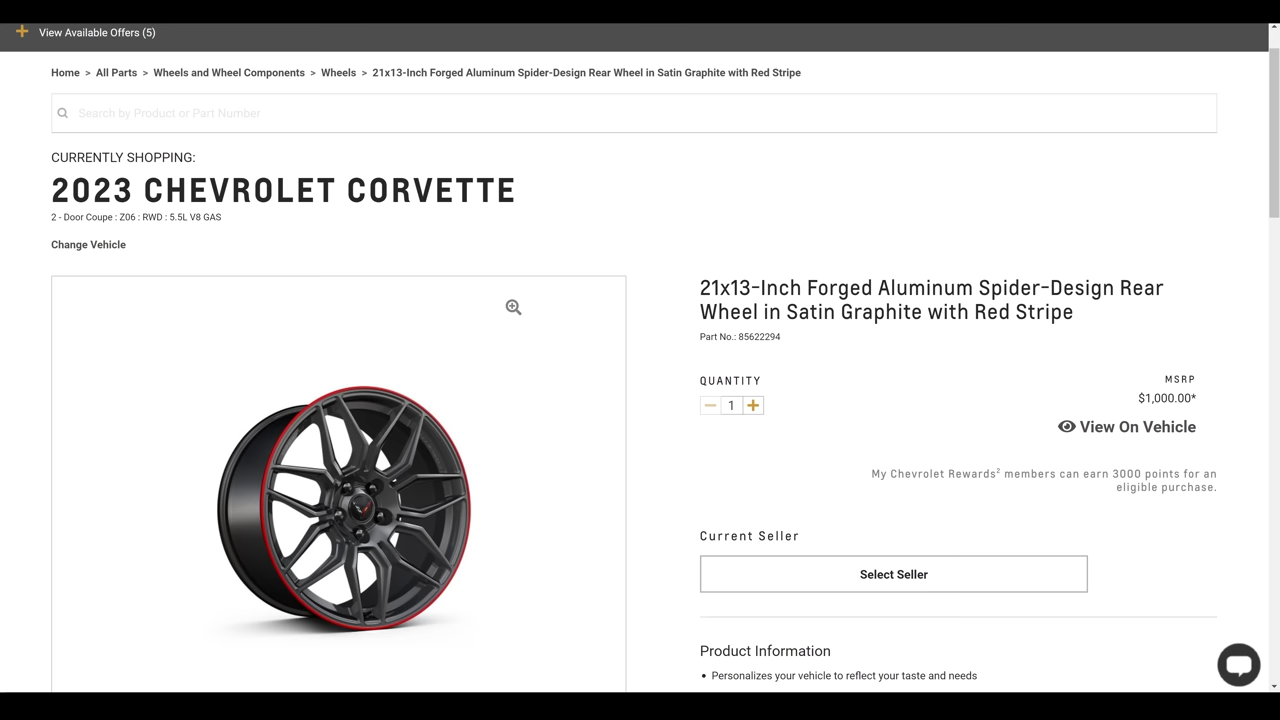 View Available Offers (5)
Home > All Parts > Wheels and Wheel Components > Wheels > 21x13-Inch Forged Aluminum Spider-Design Rear Wheel in Satin Graphite with Red Stripe
Search by Product or Part Number
CURRENTLY SHOPPING:
2023 CHEVROLET CORVETTE
2 - Door Coupe : Z06 : RWD : 5.5L V8 GAS
Change Vehicle
21x13-Inch Forged Aluminum Spider-Design Rear
Wheel in Satin Graphite with Red Stripe
Part No.: 85622294
QUANTITY
1
MSRP
$1,000.00*
View On Vehicle
My Chevrolet Rewards² members can earn 3000 points for an
eligible purchase.
Current Seller
Select Seller
Product Information
• Personalizes your vehicle to reflect your taste and needs